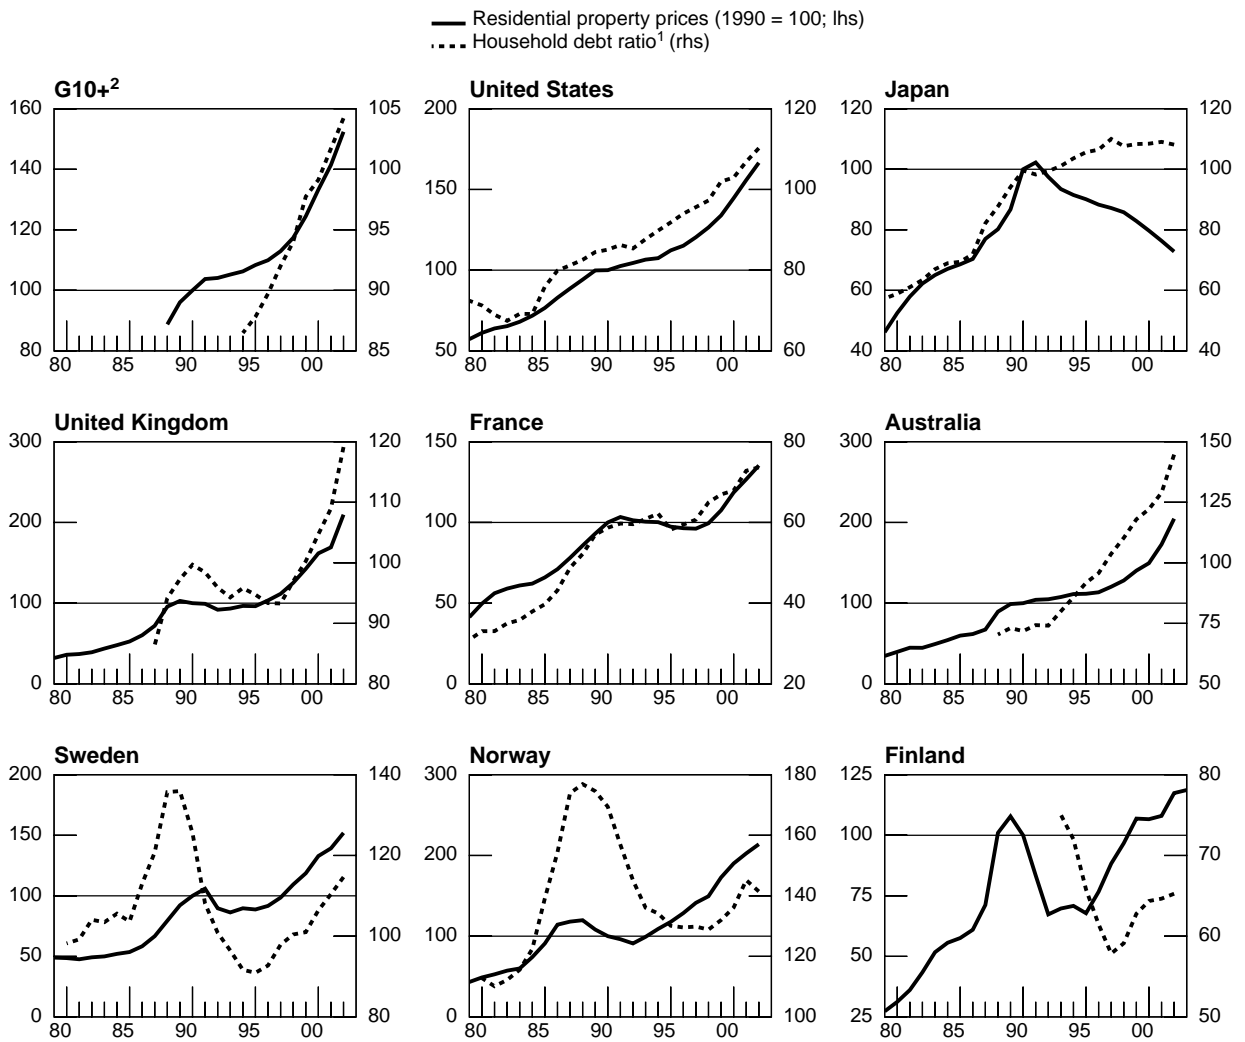 Residential property prices (1990 = 100; lhs)
Household debt ratio¹ (rhs)
G10+²
United States
Japan
160 105 200 120 120 120
140 100 150 100 100 100
120 95 80 80
100 90 100 80 60 60
80 85 50 60 40 40
80 85 90 95 00 80 85 90 95 00 80 85 90 95 00
United Kingdom
France
Australia
300 120 150 80 300 150
110 125
200 100 100 60 200 100
100 90 50 40 100 75
0 80 0 20 0 50
80 85 90 95 00 80 85 90 95 00 80 85 90 95 00
Sweden
Norway
Finland
200 140 300 180 125 80
150 120 200 160 100 70
100 140 75
50 100 100 120 50 60
0 80 0 100 25 50
80 85 90 95 00 80 85 90 95 00 80 85 90 95 00